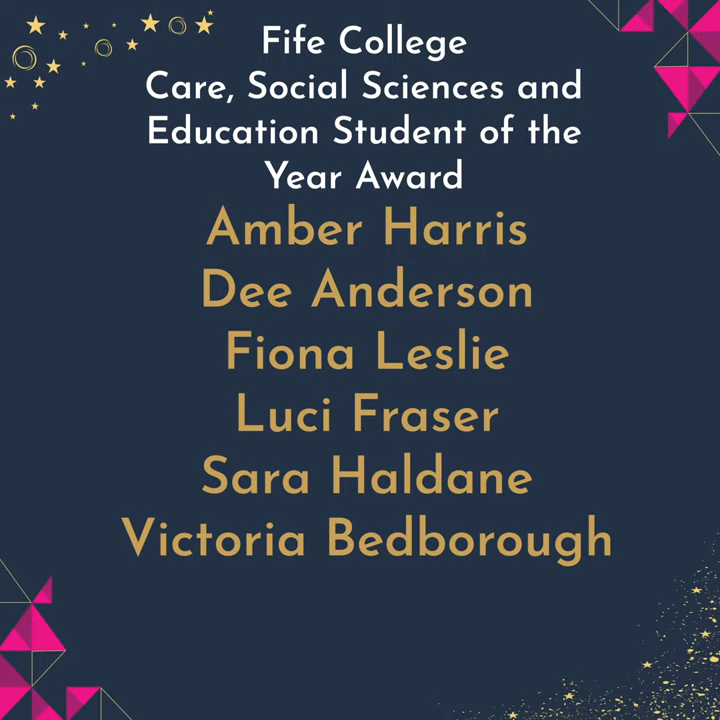 Fife College
Care, Social Sciences and
Education Student of the
Year Award
Amber Harris
Dee Anderson
Fiona Leslie
Luci Fraser
Sara Haldane
Victoria Bedborough